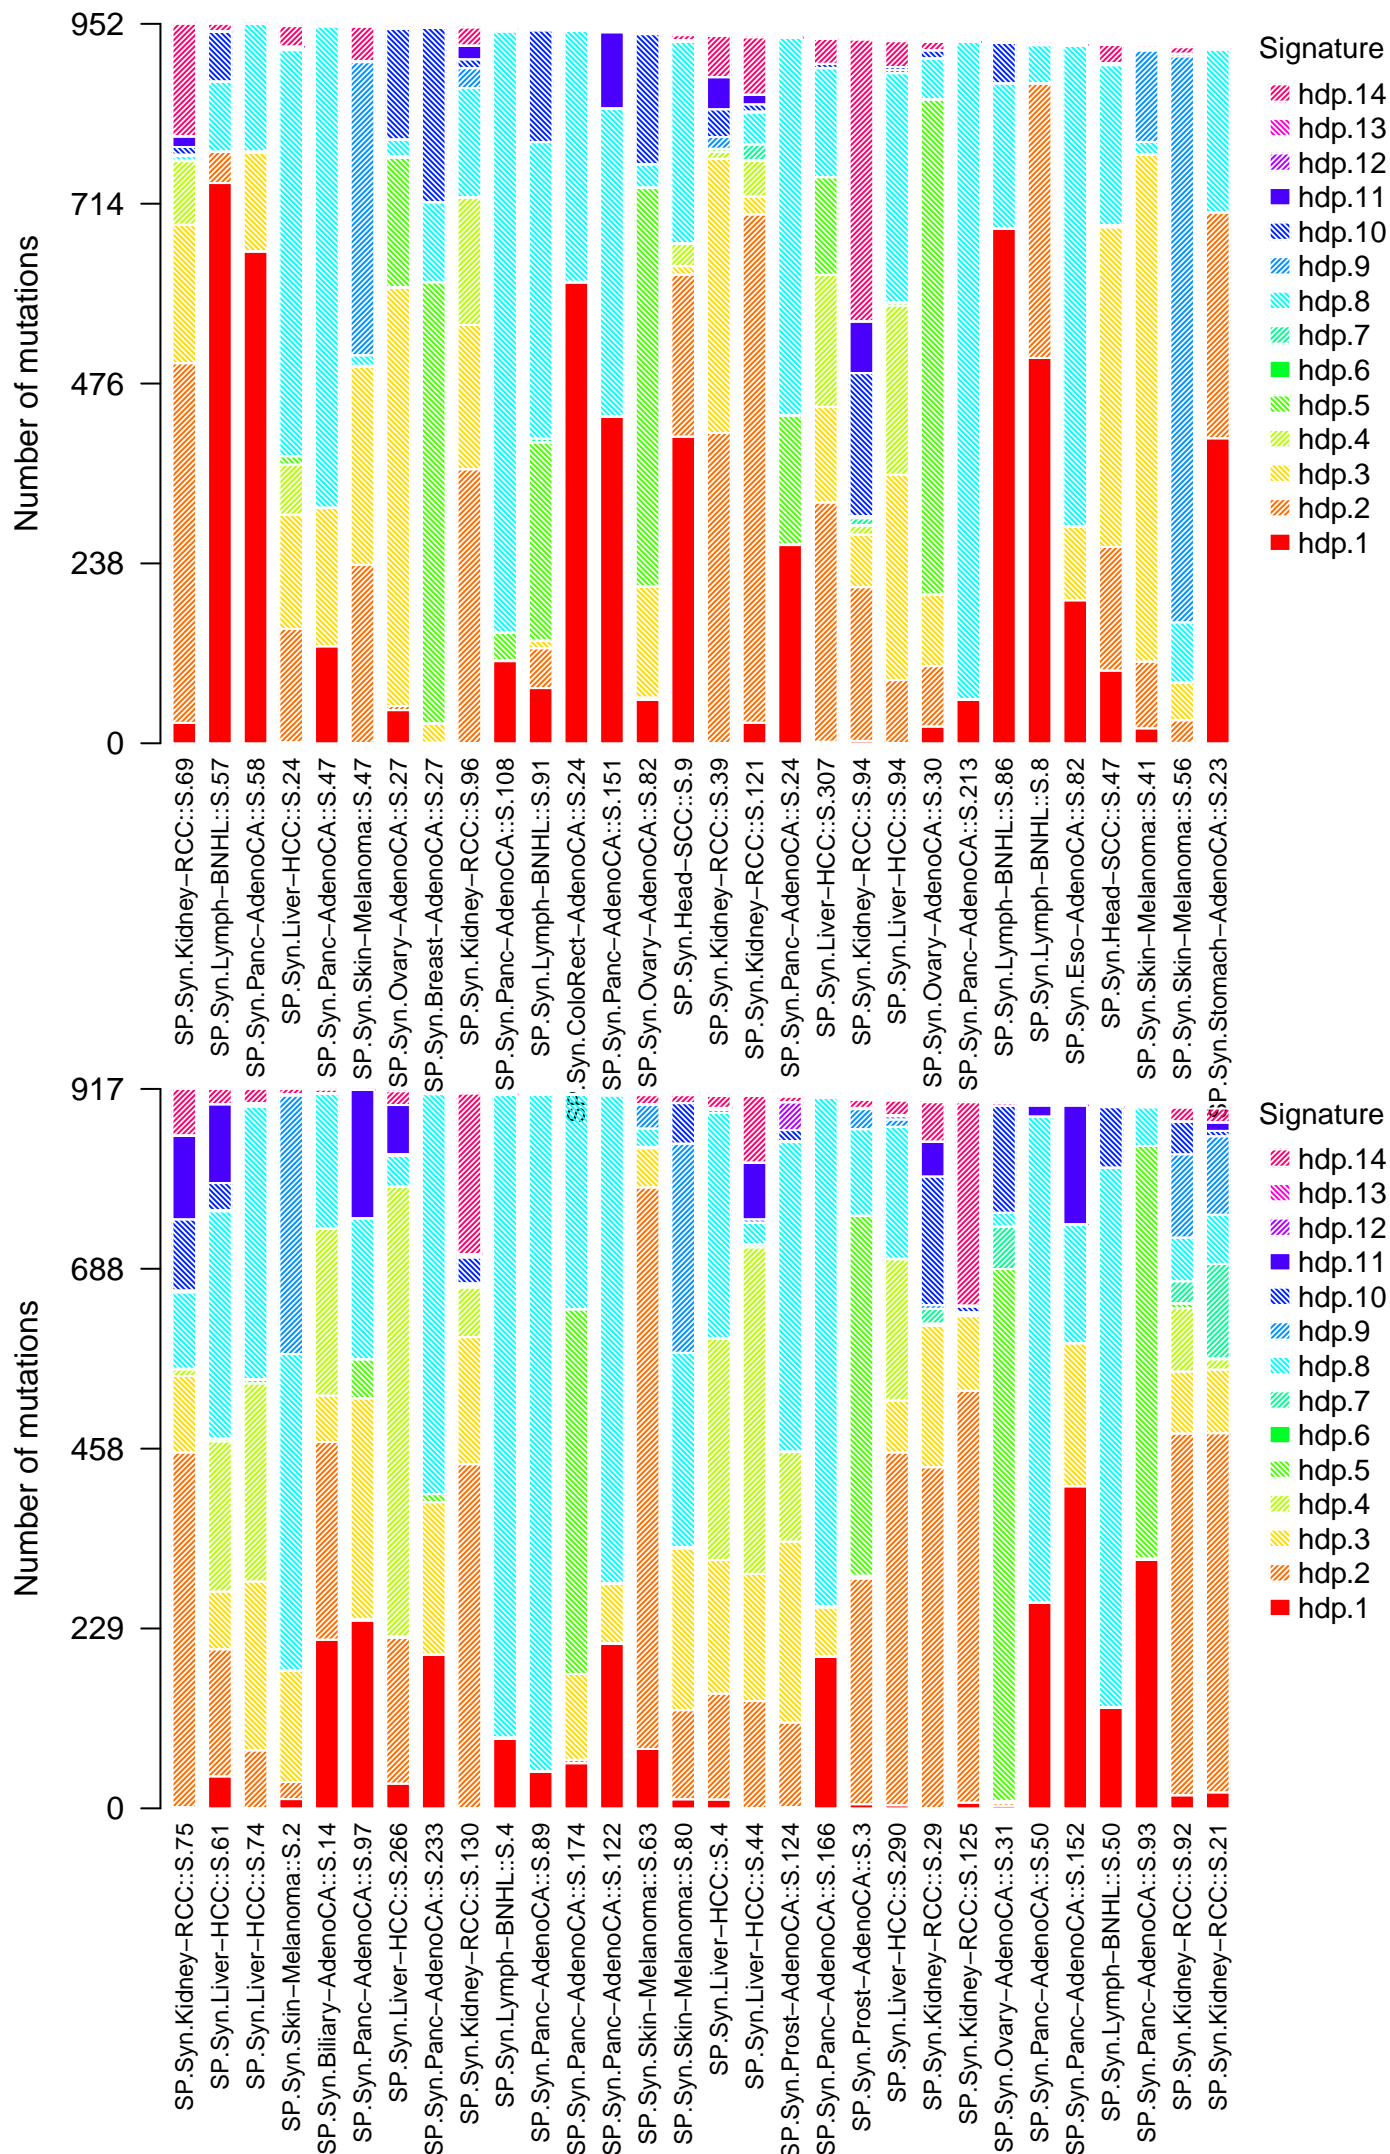 Number of mutations
952
714
476
238
0
Signature
hdp.14
hdp.13
hdp.12
hdp.11
hdp.10
hdp.9
hdp.8
hdp.7
hdp.6
hdp.5
hdp.4
hdp.3
hdp.2
hdp.1
SP.Syn.Kidney−RCC::S.69
SP.Syn.Lymph−BNHL::S.57
SP.Syn.Panc−AdenoCA::S.58
SP.Syn.Liver−HCC::S.24
SP.Syn.Panc−AdenoCA::S.47
SP.Syn.Skin−Melanoma::S.47
SP.Syn.Ovary−AdenoCA::S.27
SP.Syn.Breast−AdenoCA::S.27
SP.Syn.Kidney−RCC::S.96
SP.Syn.Panc−AdenoCA::S.108
SP.Syn.Lymph−BNHL::S.91
SP.Syn.ColoRect−AdenoCA::S.24
SP.Syn.Panc−AdenoCA::S.151
SP.Syn.Ovary−AdenoCA::S.82
SP.Syn.Head−SCC::S.9
SP.Syn.Kidney−RCC::S.39
SP.Syn.Kidney−RCC::S.121
SP.Syn.Panc−AdenoCA::S.24
SP.Syn.Liver−HCC::S.307
SP.Syn.Kidney−RCC::S.94
SP.Syn.Liver−HCC::S.94
SP.Syn.Ovary−AdenoCA::S.30
SP.Syn.Panc−AdenoCA::S.213
SP.Syn.Lymph−BNHL::S.86
SP.Syn.Lymph−BNHL::S.8
SP.Syn.Eso−AdenoCA::S.82
SP.Syn.Head−SCC::S.47
SP.Syn.Skin−Melanoma::S.41
SP.Syn.Skin−Melanoma::S.56
SP.Syn.Stomach−AdenoCA::S.23
Number of mutations
917
688
458
229
0
Signature
hdp.14
hdp.13
hdp.12
hdp.11
hdp.10
hdp.9
hdp.8
hdp.7
hdp.6
hdp.5
hdp.4
hdp.3
hdp.2
hdp.1
SP.Syn.Kidney−RCC::S.75
SP.Syn.Liver−HCC::S.61
SP.Syn.Liver−HCC::S.74
SP.Syn.Skin−Melanoma::S.2
SP.Syn.Biliary−AdenoCA::S.14
SP.Syn.Panc−AdenoCA::S.97
SP.Syn.Liver−HCC::S.266
SP.Syn.Panc−AdenoCA::S.233
SP.Syn.Kidney−RCC::S.130
SP.Syn.Lymph−BNHL::S.4
SP.Syn.Panc−AdenoCA::S.89
SP.Syn.Panc−AdenoCA::S.174
SP.Syn.Panc−AdenoCA::S.122
SP.Syn.Skin−Melanoma::S.63
SP.Syn.Skin−Melanoma::S.80
SP.Syn.Liver−HCC::S.4
SP.Syn.Liver−HCC::S.44
SP.Syn.Prost−AdenoCA::S.124
SP.Syn.Panc−AdenoCA::S.166
SP.Syn.Prost−AdenoCA::S.3
SP.Syn.Liver−HCC::S.290
SP.Syn.Kidney−RCC::S.29
SP.Syn.Kidney−RCC::S.125
SP.Syn.Ovary−AdenoCA::S.31
SP.Syn.Panc−AdenoCA::S.50
SP.Syn.Panc−AdenoCA::S.152
SP.Syn.Lymph−BNHL::S.50
SP.Syn.Panc−AdenoCA::S.93
SP.Syn.Kidney−RCC::S.92
SP.Syn.Kidney−RCC::S.21